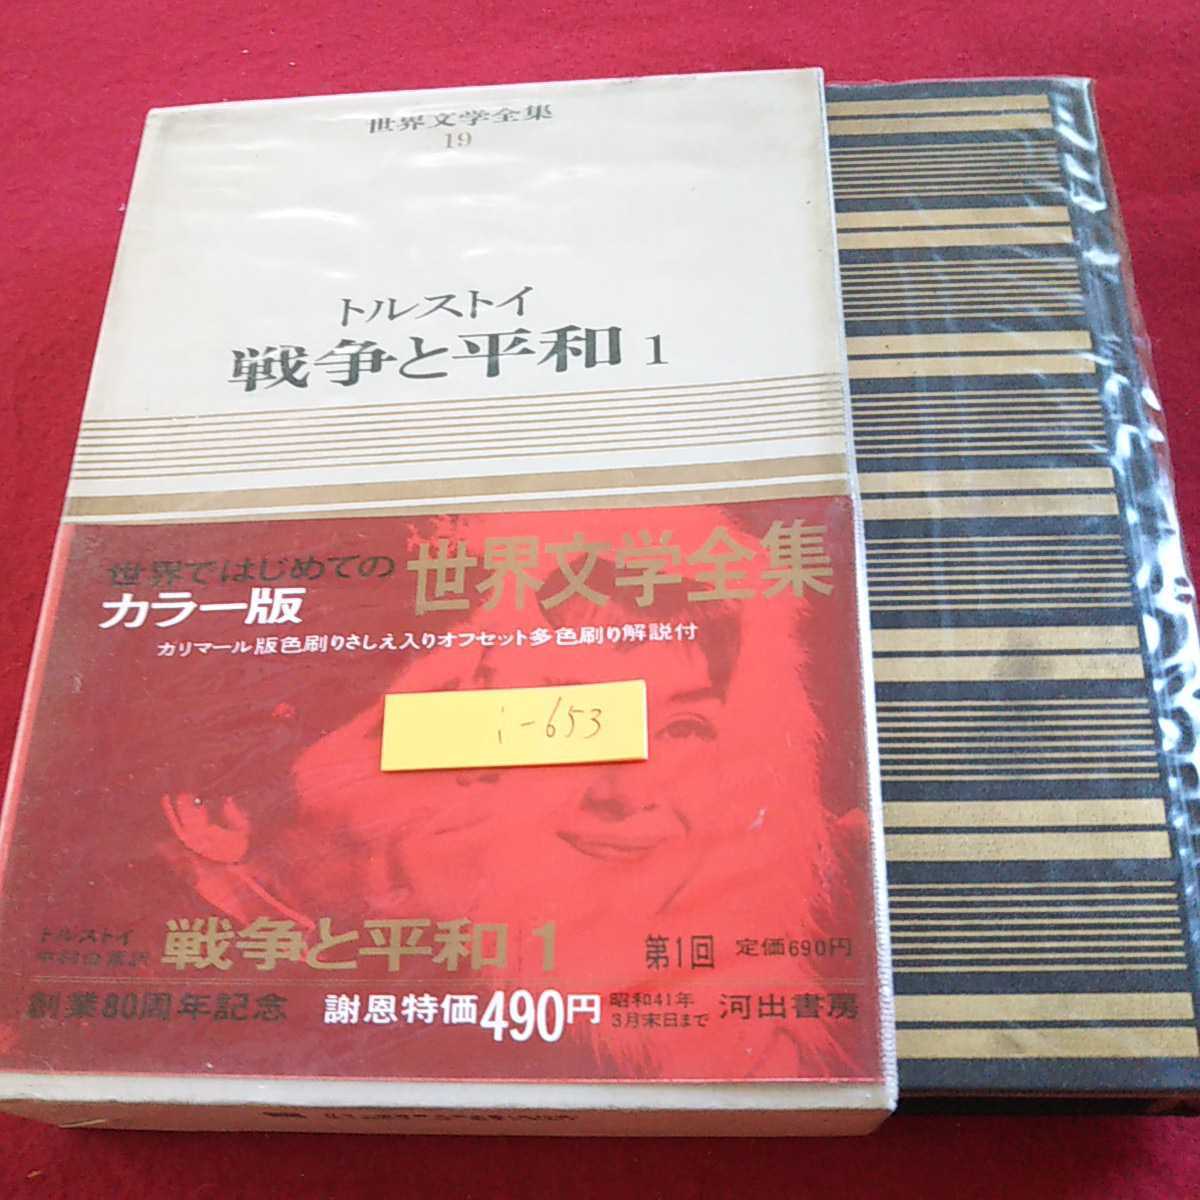 世界文学全集
19
トルストイ
戦争と平和 1
世界ではじめての
カラー版
世界文学全集
カリマール版色刷りさしえ入りオフセット多色刷り解説付
i-653
トルストイ
中村白葉訳
戦争と平和 1
第1回
定価690円
創業80周年記念
謝恩特価490円
昭和41年
3月末日まで
河出書房